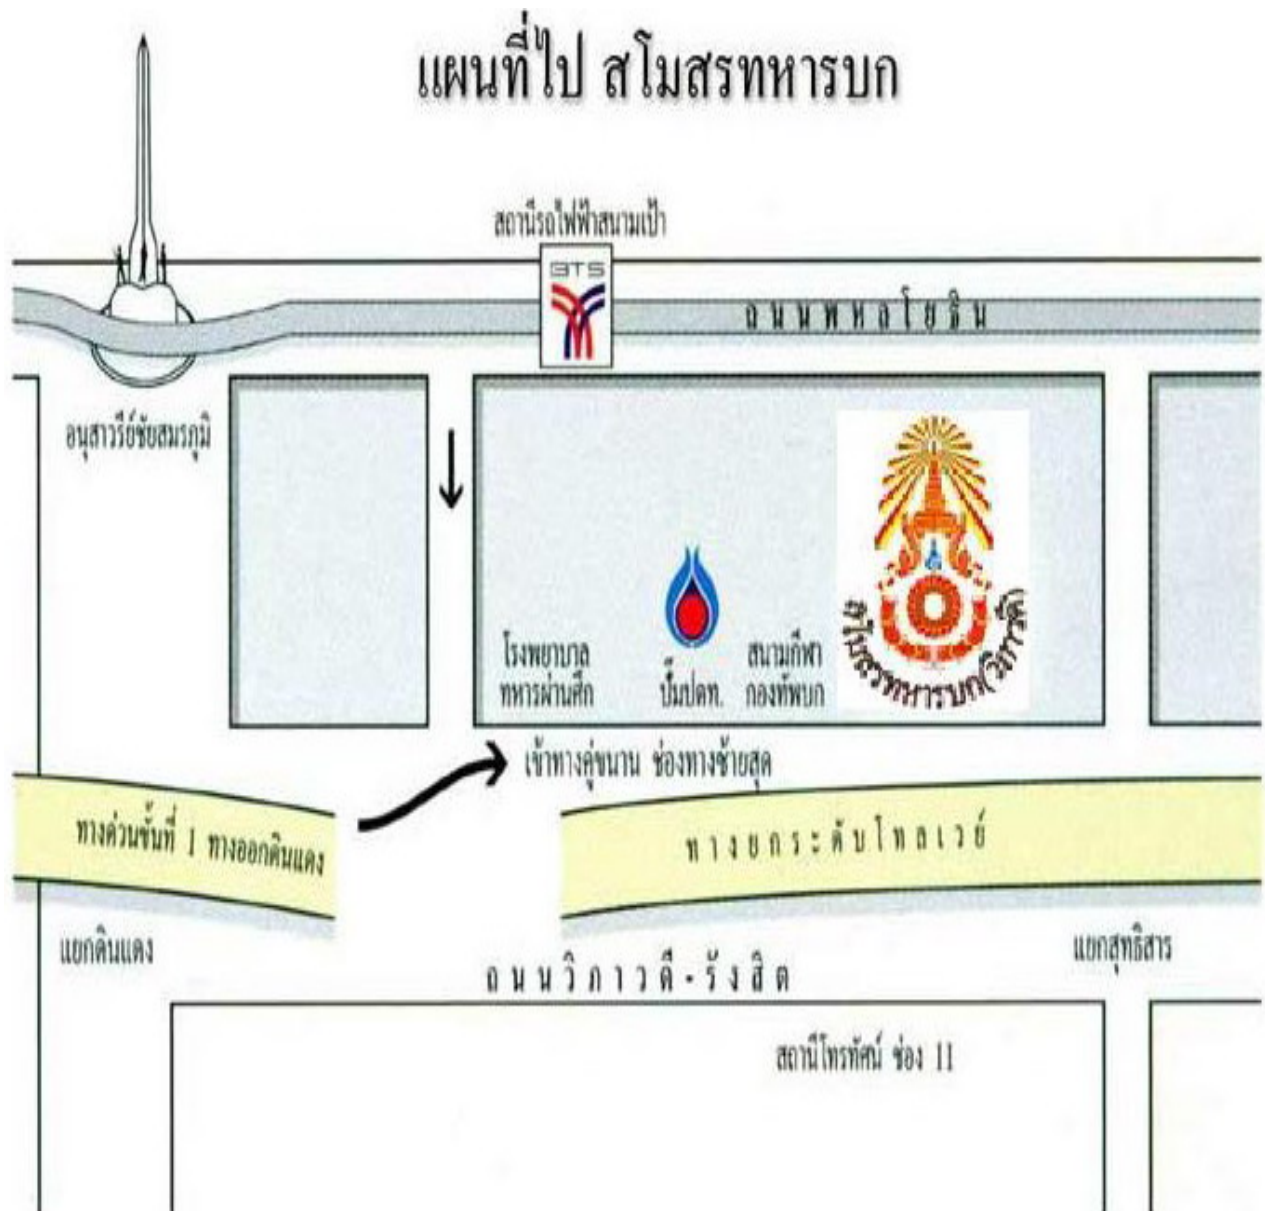 แผนที่ไป สโมสรทหารบก
สถานีรถไฟฟ้าสนามเป้า
BTS
ถนนพหลโยธิน
อนุสาวรีย์ชัยสมรภูมิ
โรงพยาบาล
ทหารผ่านศึก
ปั๊มปตท.
สนามกีฬา
กองทัพบก
สโมสรทหารบก(วิภาวดี)
เข้าทางคู่ขนาน ช่องทางซ้ายสุด
ทางด่วนขั้นที่ 1 ทางออกดินแดง
ทางยกระดับโทลเวย์
แยกดินแดง
แยกสุทธิสาร
ถนนวิภาวดี-รังสิต
สถานีโทรทัศน์ ช่อง 11